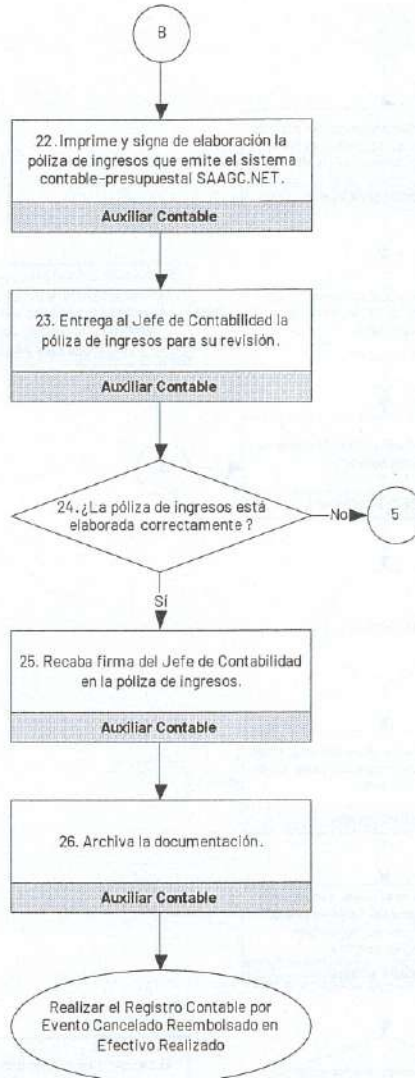 B
22. Imprime y signa de elaboración la
póliza de ingresos que emite el sistema
contable-presupuestal SAAGC.NET.
Auxiliar Contable
23. Entrega al Jefe de Contabilidad la
póliza de ingresos para su revisión.
Auxiliar Contable
24. ¿La póliza de ingresos está
elaborada correctamente?
No
5
Sí
25. Recaba firma del Jefe de Contabilidad
en la póliza de ingresos.
Auxiliar Contable
26. Archiva la documentación.
Auxiliar Contable
Realizar el Registro Contable por
Evento Cancelado Reembolsado en
Efectivo Realizado